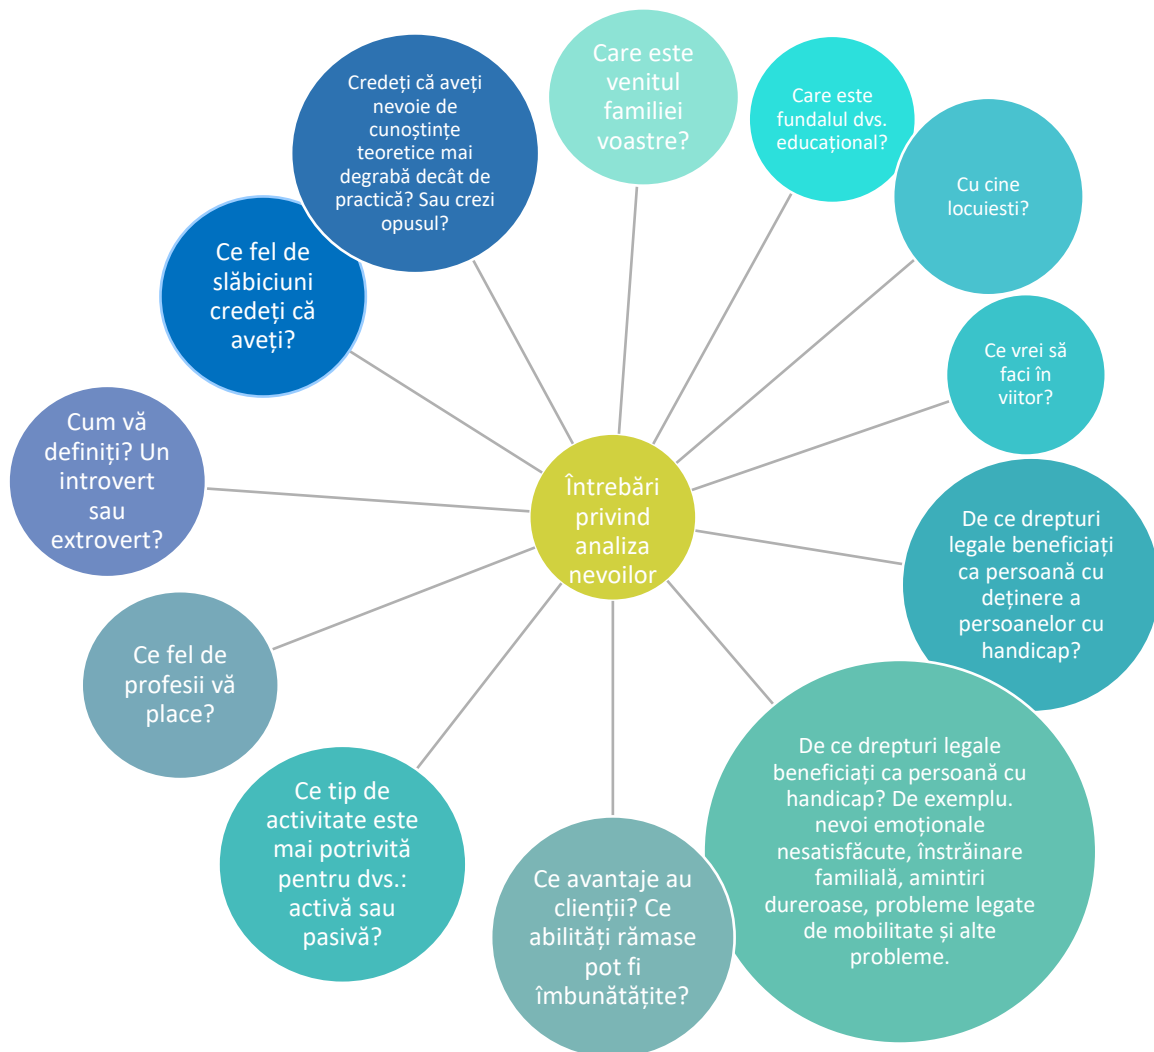 Întrebări
privind
analiza
nevoilor
Care este
venitul
familiei
voastre?
Care este
fundalul dvs.
educațional?
Cu cine
locuiesti?
Ce vrei să
faci în
viitor?
De ce drepturi
legale beneficiați
ca persoană cu
deținere a
persoanelor cu
handicap?
De ce drepturi legale
beneficiați ca persoană cu
handicap? De exemplu.
nevoi emoționale
nesatisfăcute, înstrăinare
familială, amintiri
dureroase, probleme legate
de mobilitate și alte
probleme.
Ce avantaje au
clienții? Ce
abilități rămase
pot fi
îmbunătățite?
Ce tip de
activitate este
mai potrivită
pentru dvs.:
activă sau
pasivă?
Ce fel de
profesii vă
place?
Cum vă
definiți? Un
introvert
sau
extrovert?
Ce fel de
slăbiciuni
credeți că
aveți?
Credeți că aveți
nevoie de
cunoștințe
teoretice mai
degrabă decât de
practică? Sau crezi
opusul?